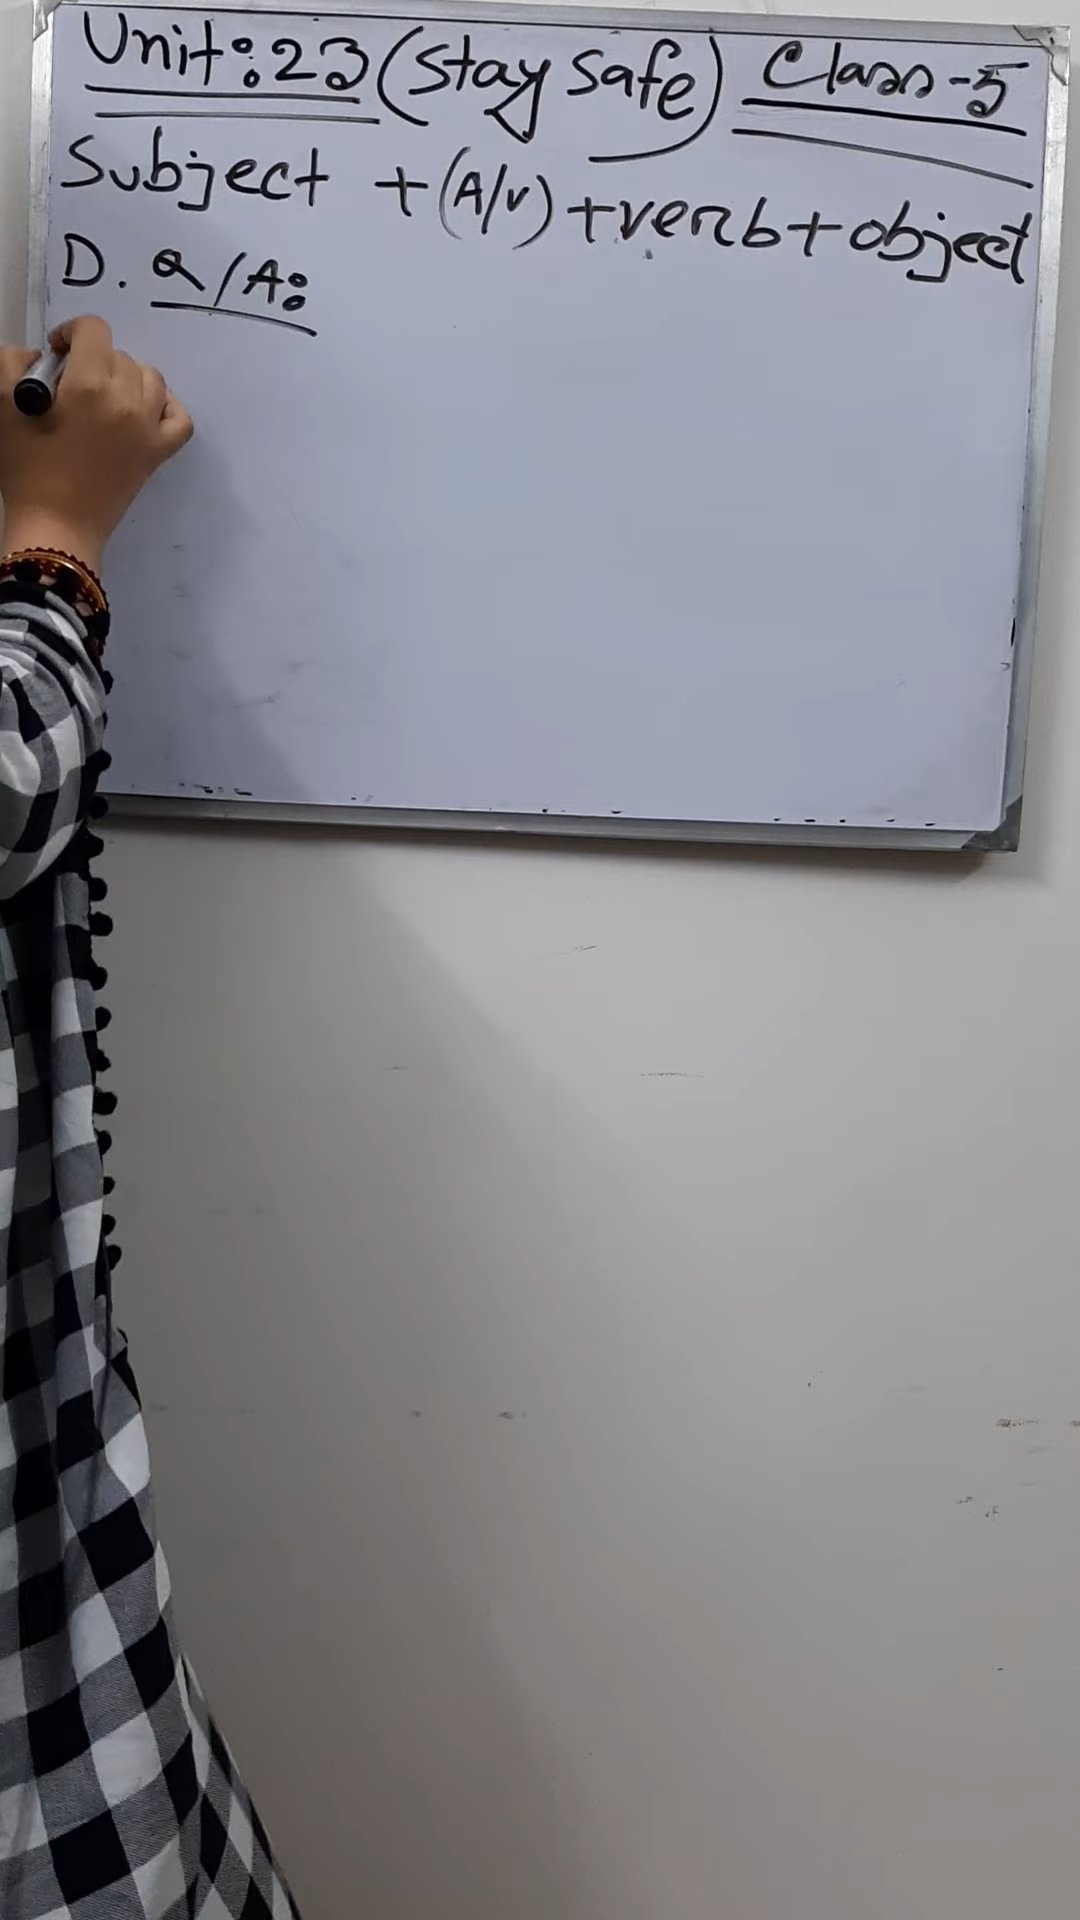 Unit:23 (Stay Safe) Class-5
Subject + (A/V) + verb + object
D. Q/A: